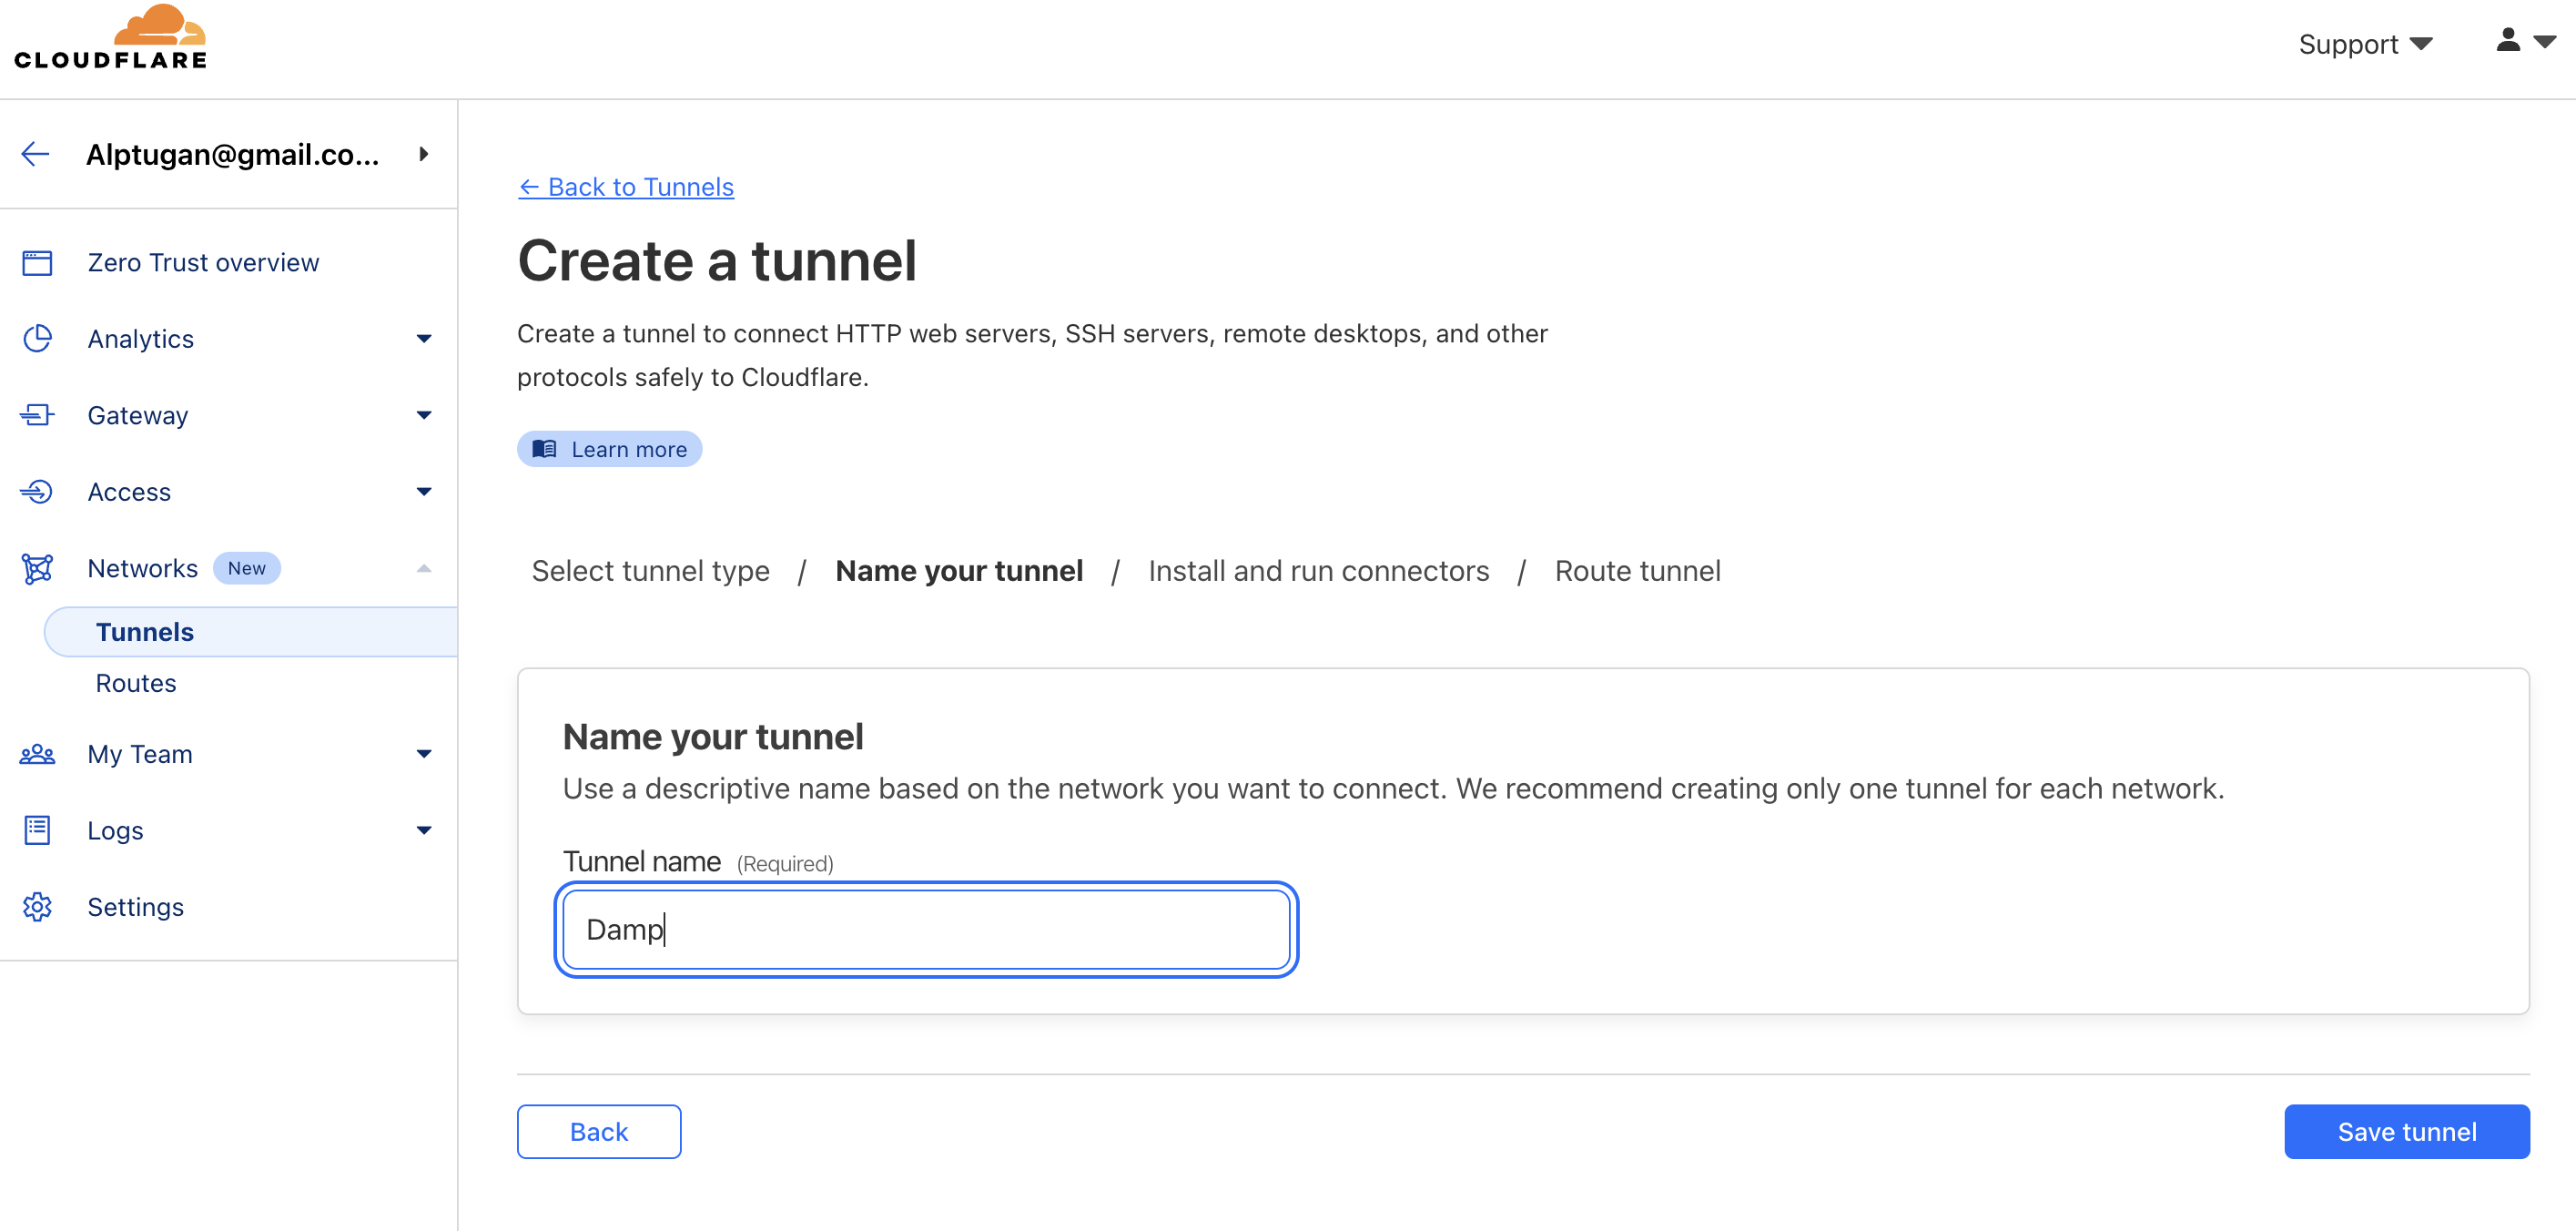 CLOUDFLARE
Support
Alptugan@gmail.co...
Zero Trust overview
Analytics
Gateway
Access
Networks New
Tunnels
Routes
My Team
Logs
Settings
← Back to Tunnels
Create a tunnel
Create a tunnel to connect HTTP web servers, SSH servers, remote desktops, and other
protocols safely to Cloudflare.
Learn more
Select tunnel type / Name your tunnel / Install and run connectors / Route tunnel
Name your tunnel
Use a descriptive name based on the network you want to connect. We recommend creating only one tunnel for each network.
Tunnel name (Required)
Damp
Back
Save tunnel